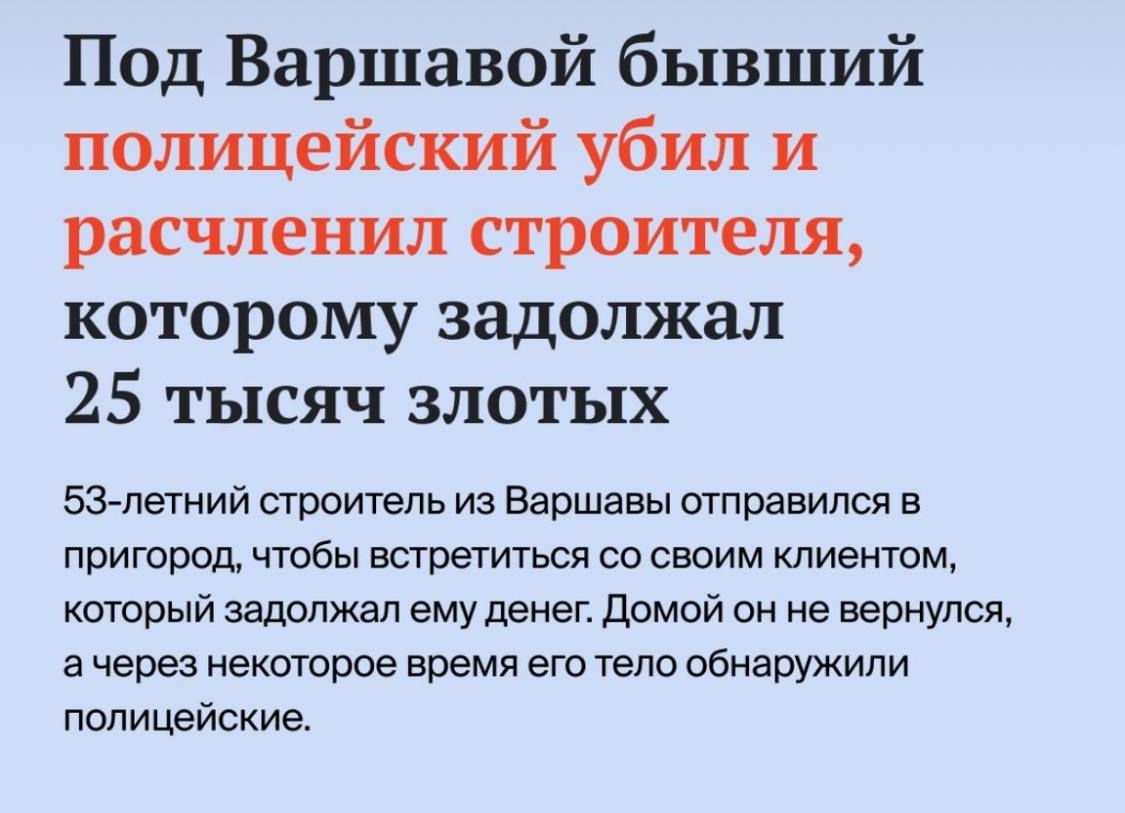 Под Варшавой бывший
полицейский убил и
расчленил строителя,
которому задолжал
25 тысяч злотых
53-летний строитель из Варшавы отправился в
пригород, чтобы встретиться со своим клиентом,
который задолжал ему денег. Домой он не вернулся,
а через некоторое время его тело обнаружили
полицейские.